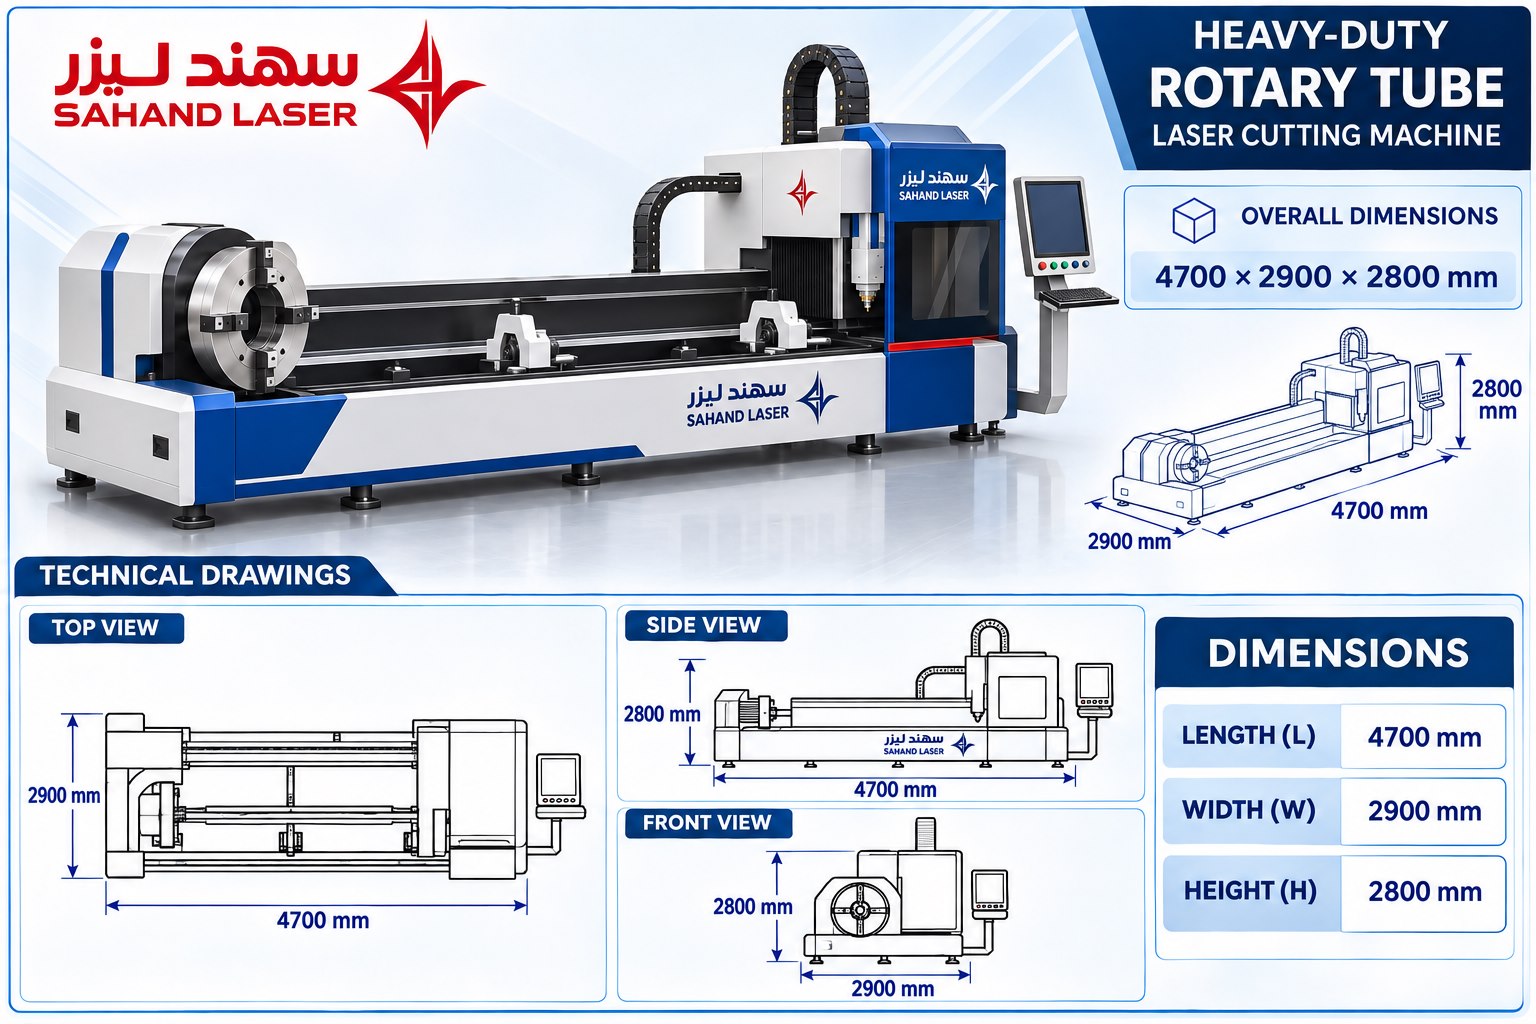 سهند لیزر
SAHAND LASER
HEAVY-DUTY
ROTARY TUBE
LASER CUTTING MACHINE
سهند لیزر
SAHAND LASER
OVERALL DIMENSIONS
4700 × 2900 × 2800 mm
سهند لیزر
SAHAND LASER
2800
mm
4700 mm
2900 mm
TECHNICAL DRAWINGS
TOP VIEW
2900 mm
4700 mm
SIDE VIEW
2800 mm
سهند لیزر
SAHAND LASER
4700 mm
FRONT VIEW
2800 mm
2900 mm
DIMENSIONS
LENGTH (L) 4700 mm
WIDTH (W) 2900 mm
HEIGHT (H) 2800 mm